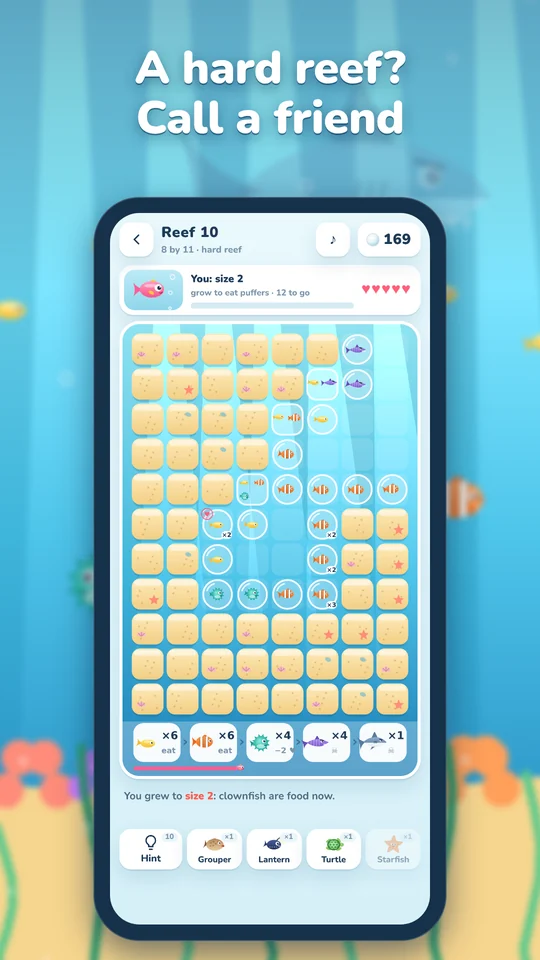 A hard reef?
Call a friend
Reef 10
8 by 11 · hard reef
♪
169
You: size 2
grow to eat puffers · 12 to go
×2
×2
×2
×3
×6
eat
×6
eat
×4
−2
×4
×1
You grew to size 2: clownfish are food now.
10
Hint
×1
Grouper
×1
Lantern
×1
Turtle
×1
Starfish